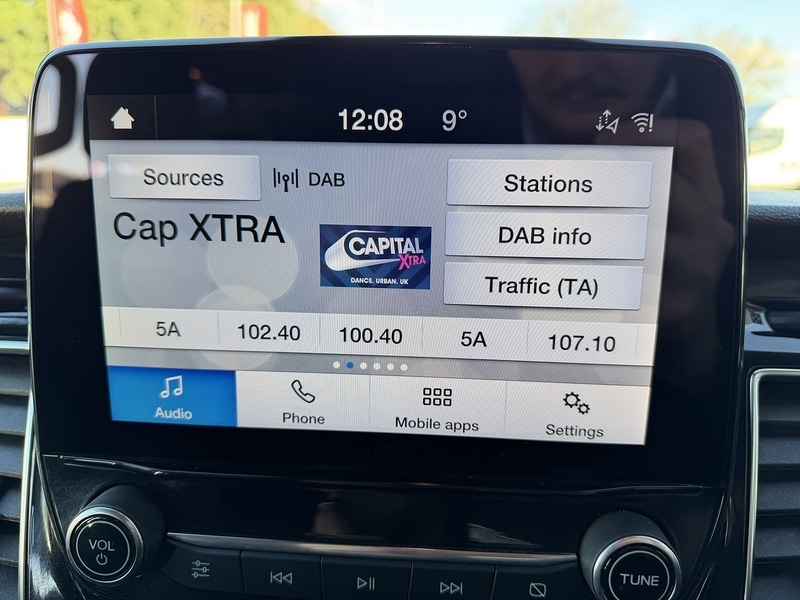 12:08 9°
Sources DAB Stations
Cap XTRA
CAPITAL
XTRA
DANCE. URBAN. UK
DAB info
Traffic (TA)
5A 102.40 100.40 5A 107.10
Audio Phone Mobile apps Settings
VOL TUNE